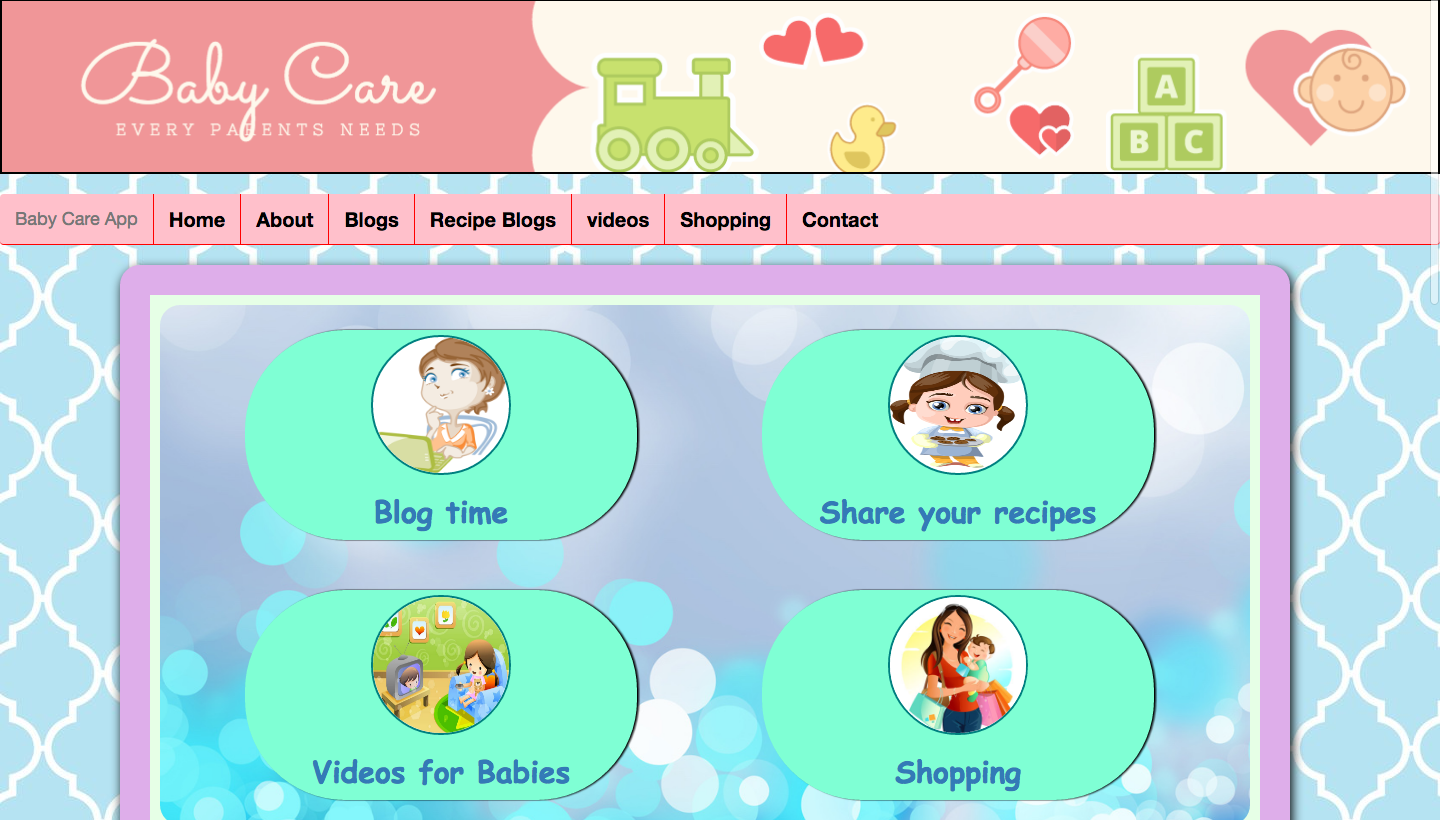 Baby Care
EVERY PARENTS NEEDS
A
B C
Baby Care App Home About Blogs Recipe Blogs videos Shopping Contact
Blog time Share your recipes
Videos for Babies Shopping